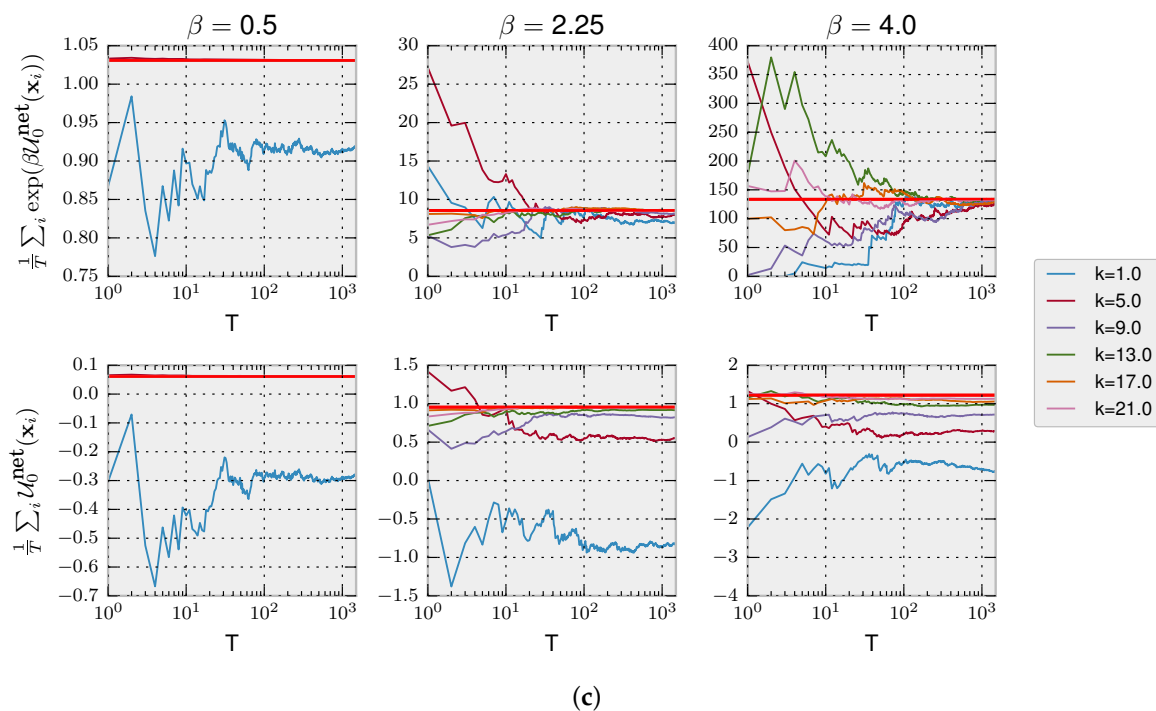 β = 0.5 β = 2.25 β = 4.0
1/T ∑i exp(βU0^net(xi))
1.05
1.00
0.95
0.90
0.85
0.80
0.75
10^0 10^1 10^2 10^3
T
30
25
20
15
10
5
0
10^0 10^1 10^2 10^3
T
400
350
300
250
200
150
100
50
0
10^0 10^1 10^2 10^3
T
1/T ∑i U0^net(xi)
0.1
0.0
−0.1
−0.2
−0.3
−0.4
−0.5
−0.6
−0.7
10^0 10^1 10^2 10^3
T
1.5
1.0
0.5
0.0
−0.5
−1.0
−1.5
10^0 10^1 10^2 10^3
T
2
1
0
−1
−2
−3
−4
10^0 10^1 10^2 10^3
T
k=1.0
k=5.0
k=9.0
k=13.0
k=17.0
k=21.0
(c)